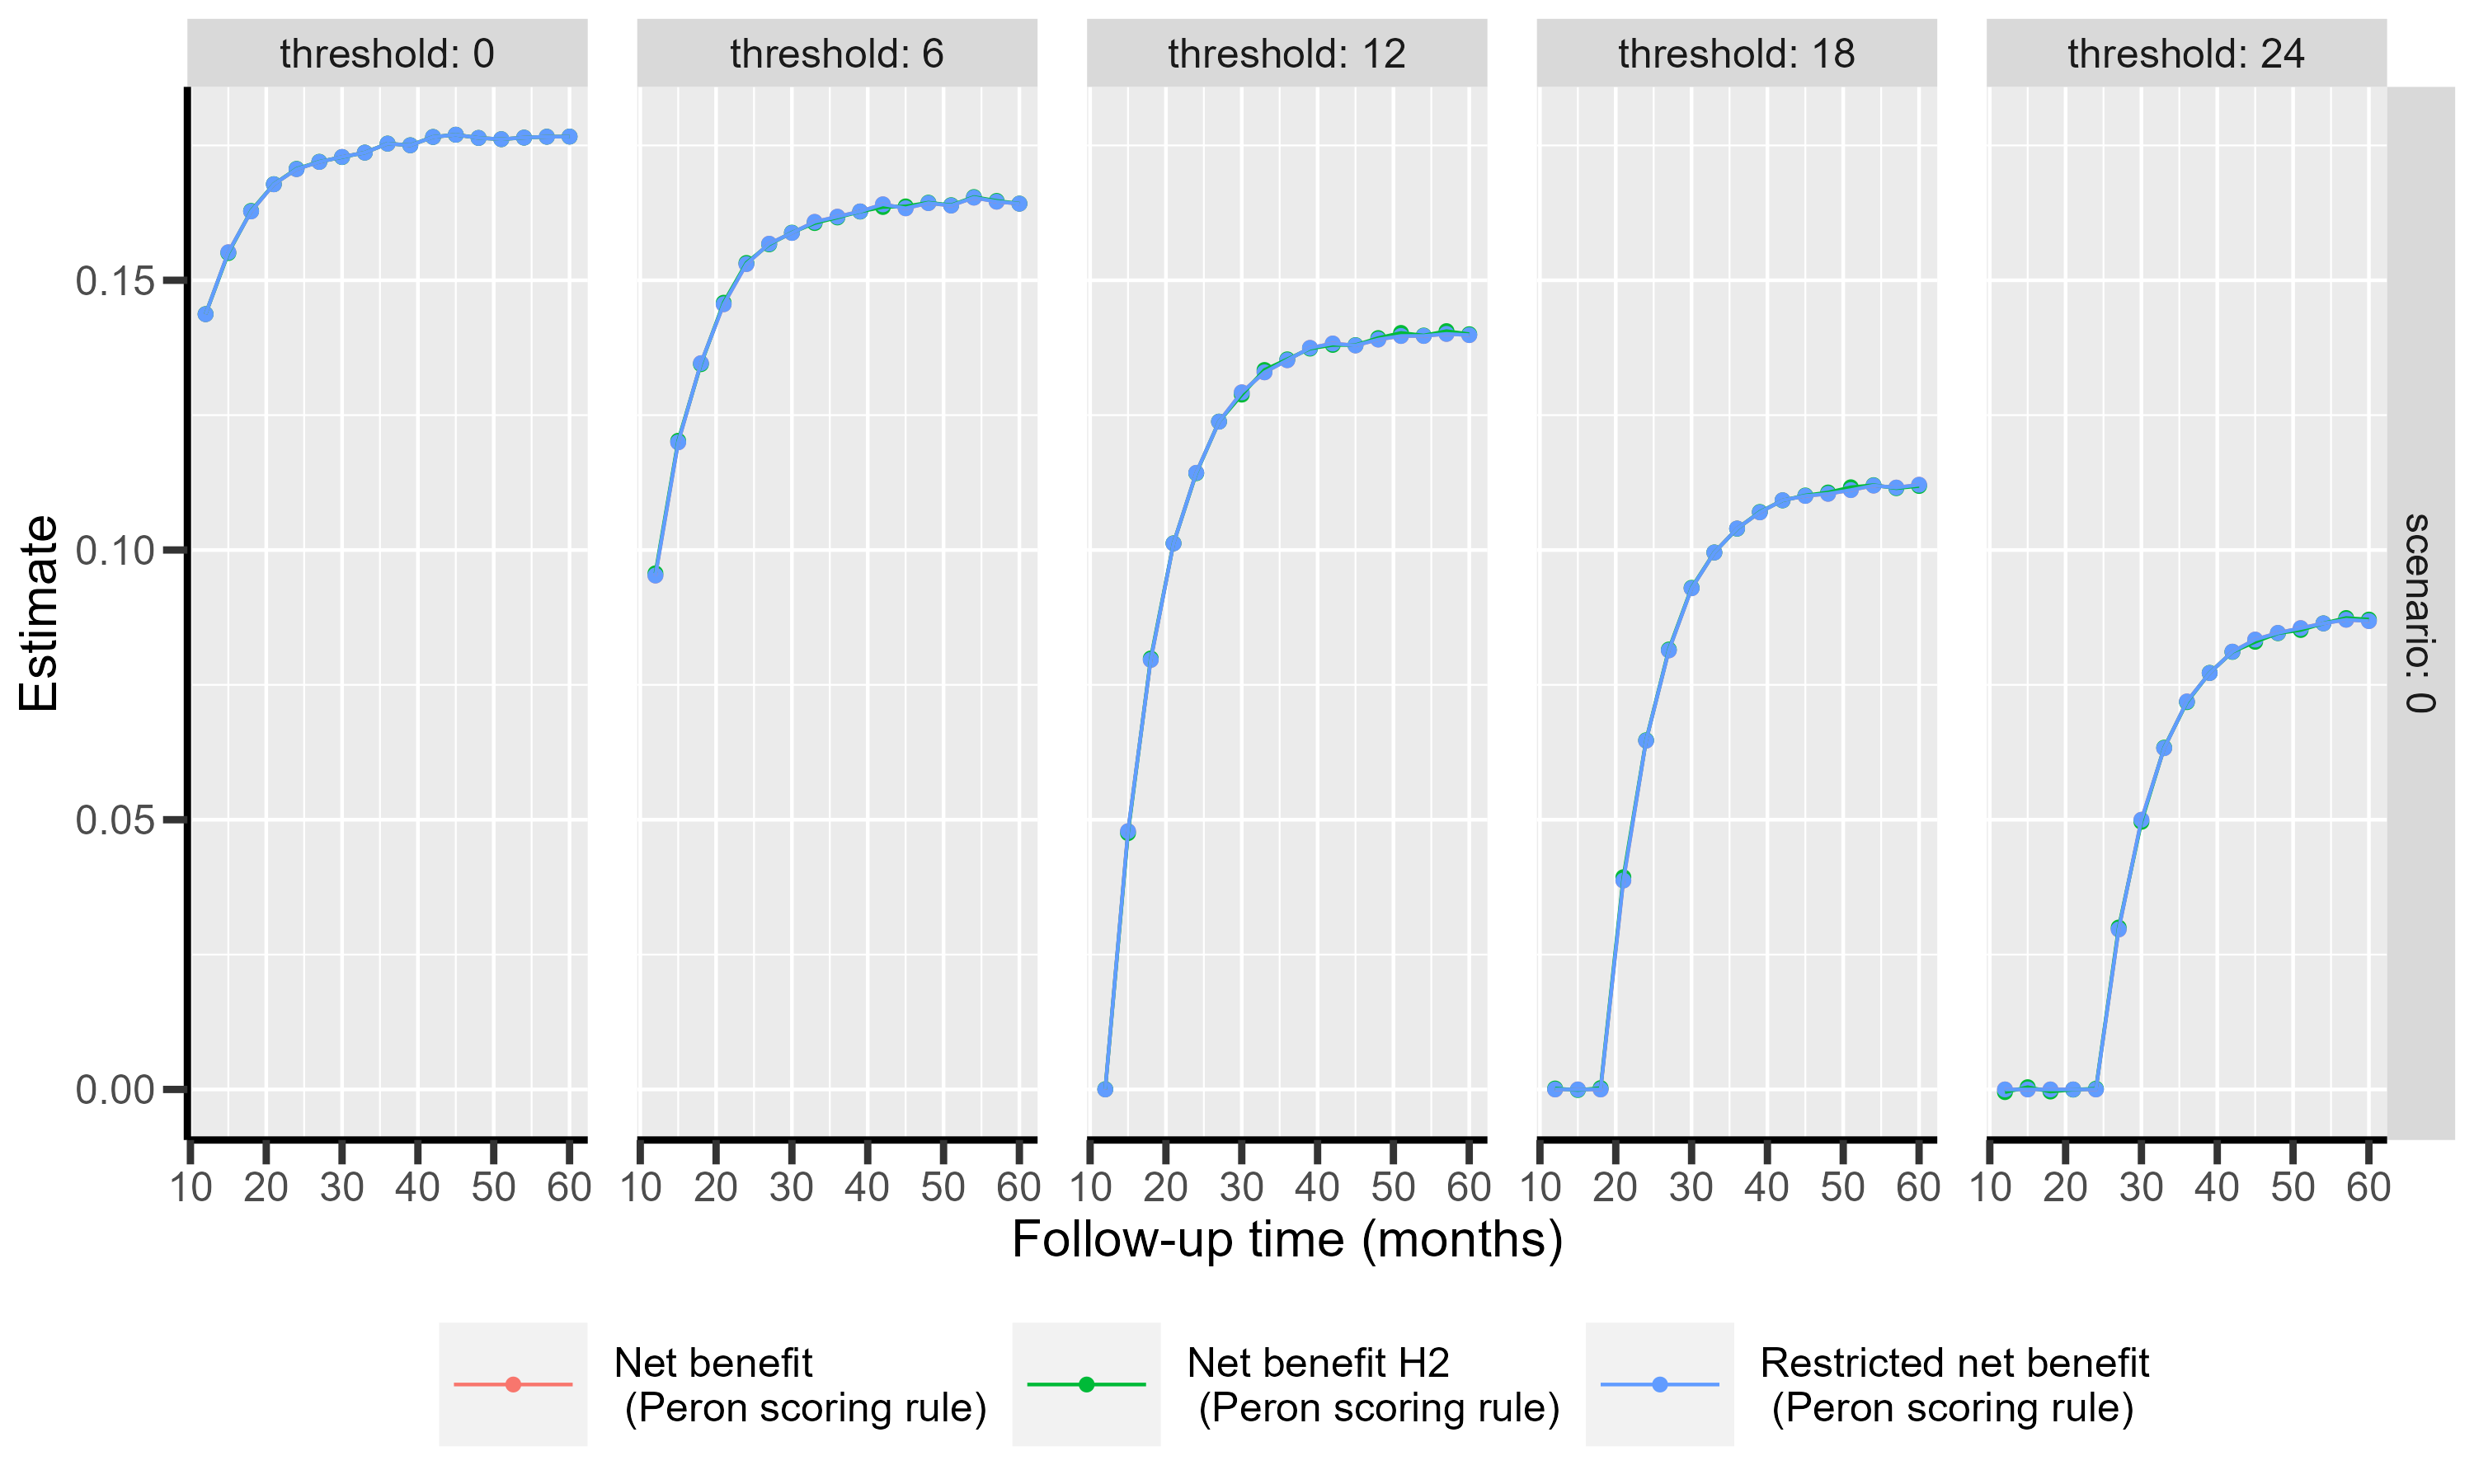 threshold: 0
threshold: 6
threshold: 12
threshold: 18
threshold: 24
scenario: 0
Estimate
0.15
0.10
0.05
0.00
10 20 30 40 50 60
10 20 30 40 50 60
10 20 30 40 50 60
10 20 30 40 50 60
10 20 30 40 50 60
Follow-up time (months)
Net benefit
(Peron scoring rule)
Net benefit H2
(Peron scoring rule)
Restricted net benefit
(Peron scoring rule)